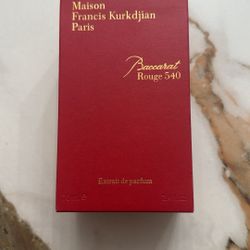 Maison
Francis Kurkdjian
Paris
Baccarat
Rouge 540
Extrait de parfum